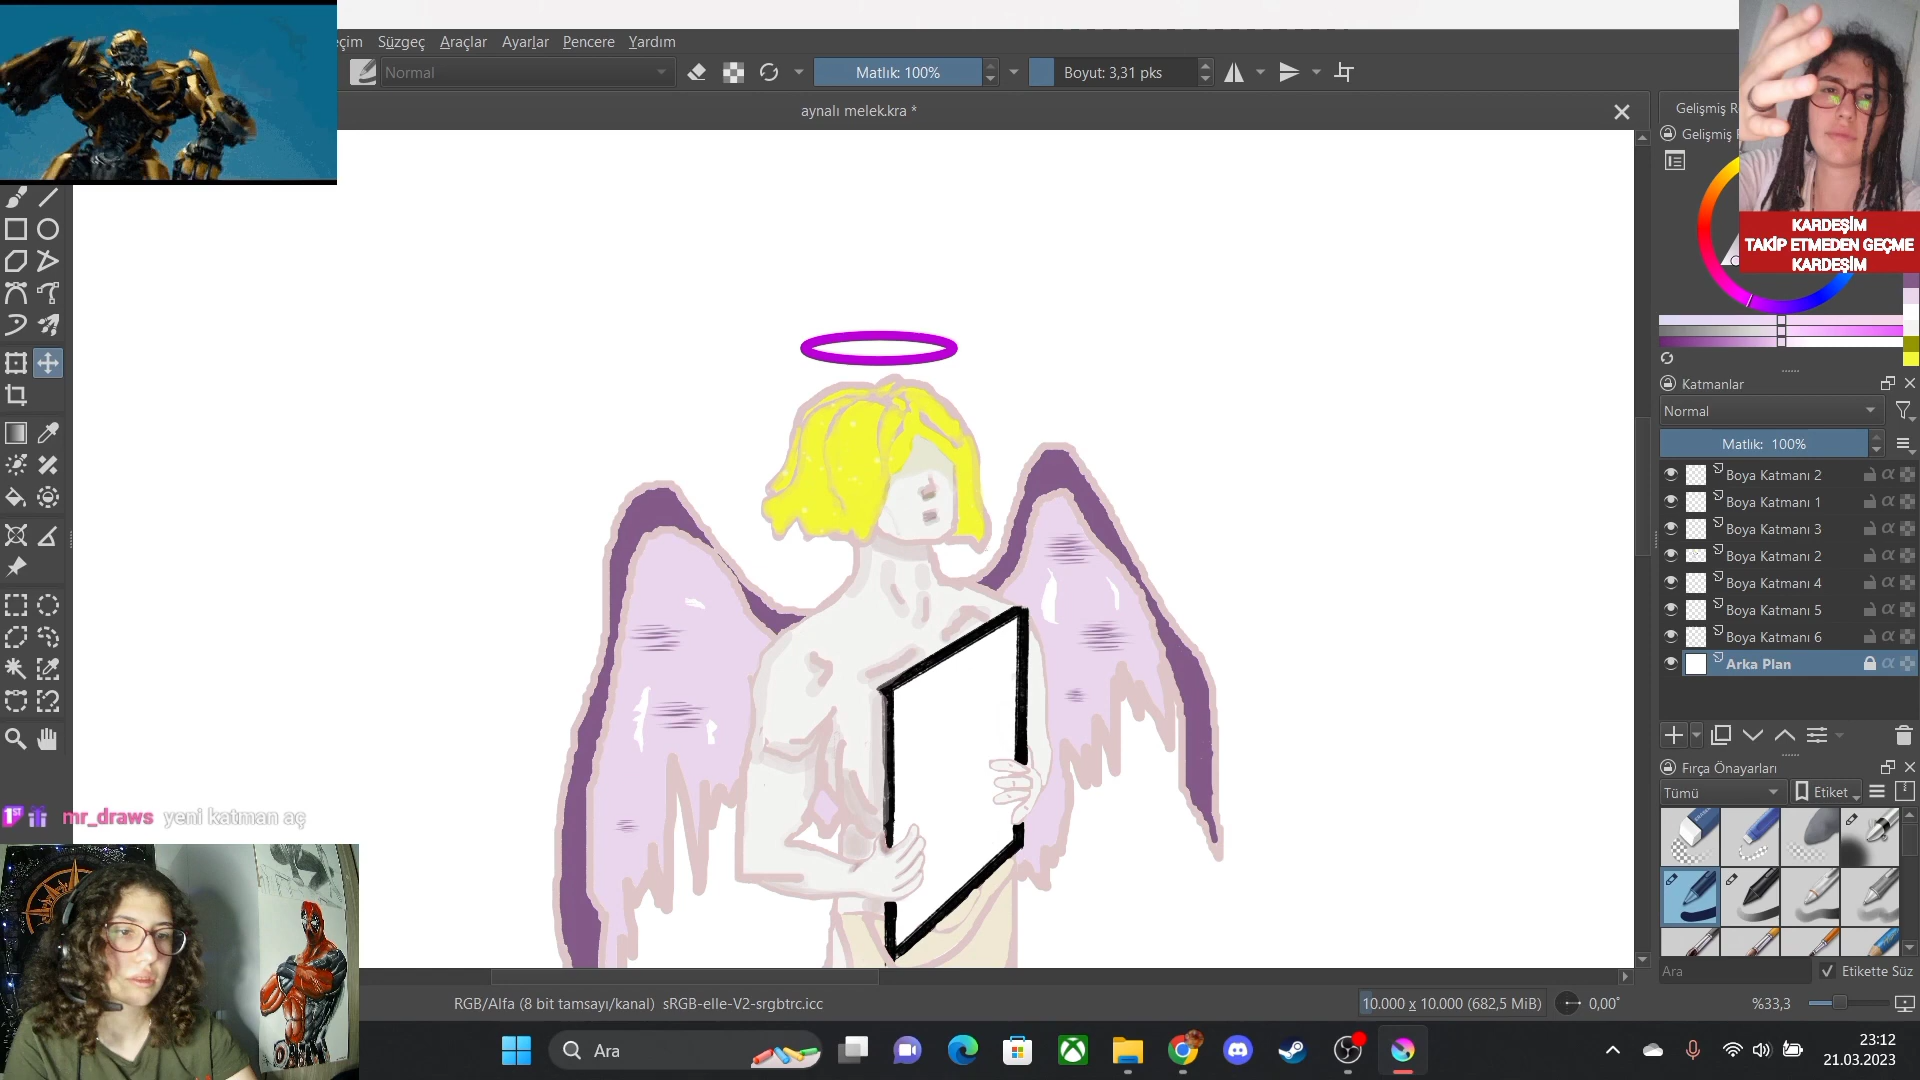 eçim Süzgeç Araçlar Ayarlar Pencere Yardım
Normal
Matlık: 100%
Boyut: 3,31 pks
aynalı melek.kra *
Gelişmiş R
Gelişmiş
KARDEŞİM
TAKİP ETMEDEN GEÇME
KARDEŞİM
Katmanlar
Normal
Matlık: 100%
Boya Katmanı 2
Boya Katmanı 1
Boya Katmanı 3
Boya Katmanı 2
Boya Katmanı 4
Boya Katmanı 5
Boya Katmanı 6
Arka Plan
Fırça Önayarları
Tümü
Etiket
Ara
Etikette Süz
1ST mr_draws yeni katman aç
RGB/Alfa (8 bit tamsayı/kanal) sRGB-elle-V2-srgbtrc.icc
10.000 x 10.000 (682,5 MiB)
0,00°
%33,3
Ara
23:12
21.03.2023